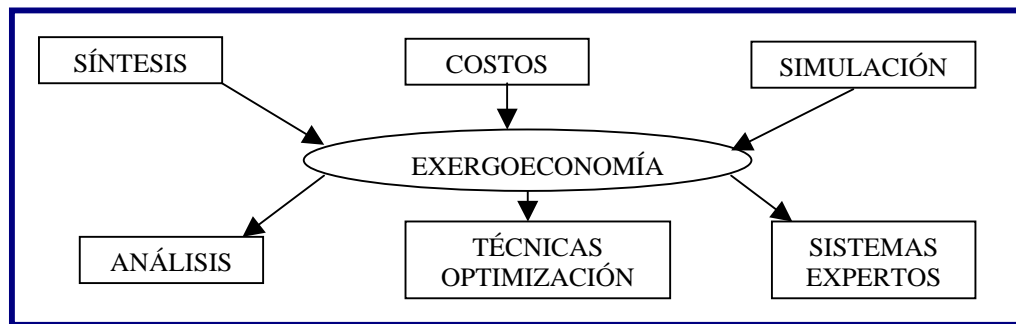 SÍNTESIS
COSTOS
SIMULACIÓN
EXERGOECONOMÍA
ANÁLISIS
TÉCNICAS
OPTIMIZACIÓN
SISTEMAS
EXPERTOS